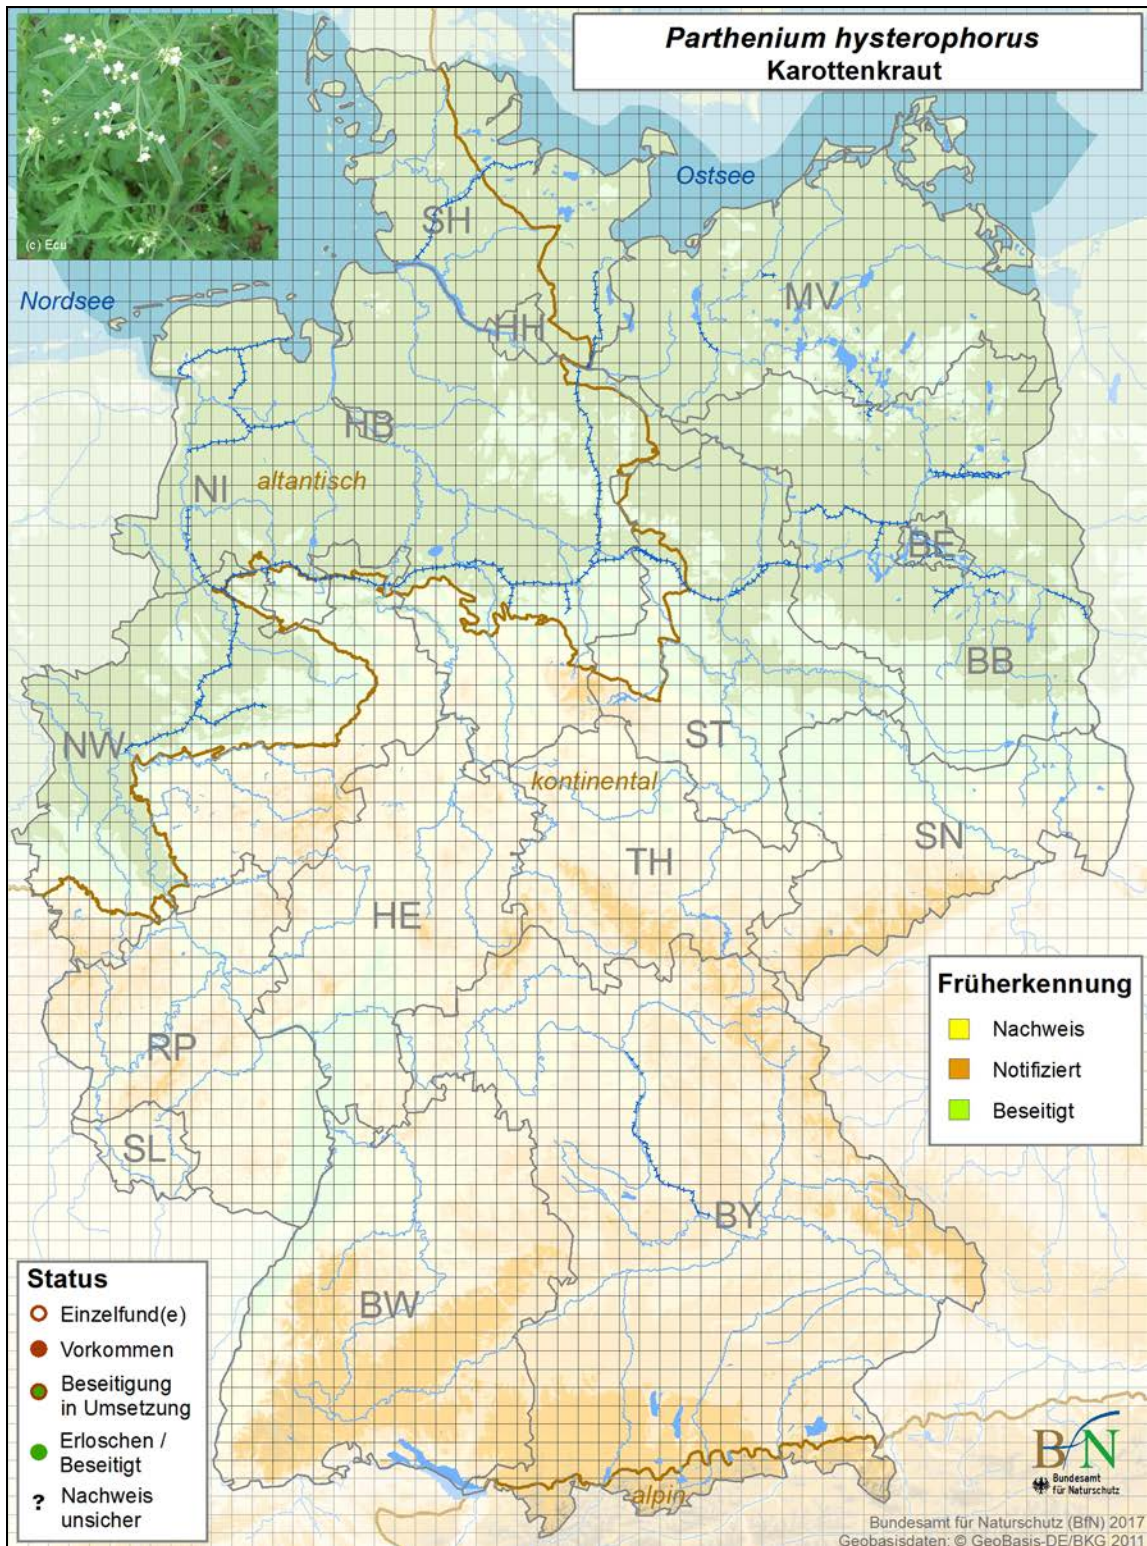 Parthenium hysterophorus
Karottenkraut
(c) Ecu
Ostsee
Nordsee
SH
MV
HH
HB
NI
altantisch
BE
BB
NW
ST
kontinental
SN
TH
HE
RP
SL
BY
BW
alpin
Früherkennung
Nachweis
Notifiziert
Beseitigt
Status
Einzelfund(e)
Vorkommen
Beseitigung
in Umsetzung
Erloschen /
Beseitigt
? Nachweis
unsicher
BfN
Bundesamt
für Naturschutz
Bundesamt für Naturschutz (BfN) 2017
Geobasisdaten: © GeoBasis-DE/BKG 2011